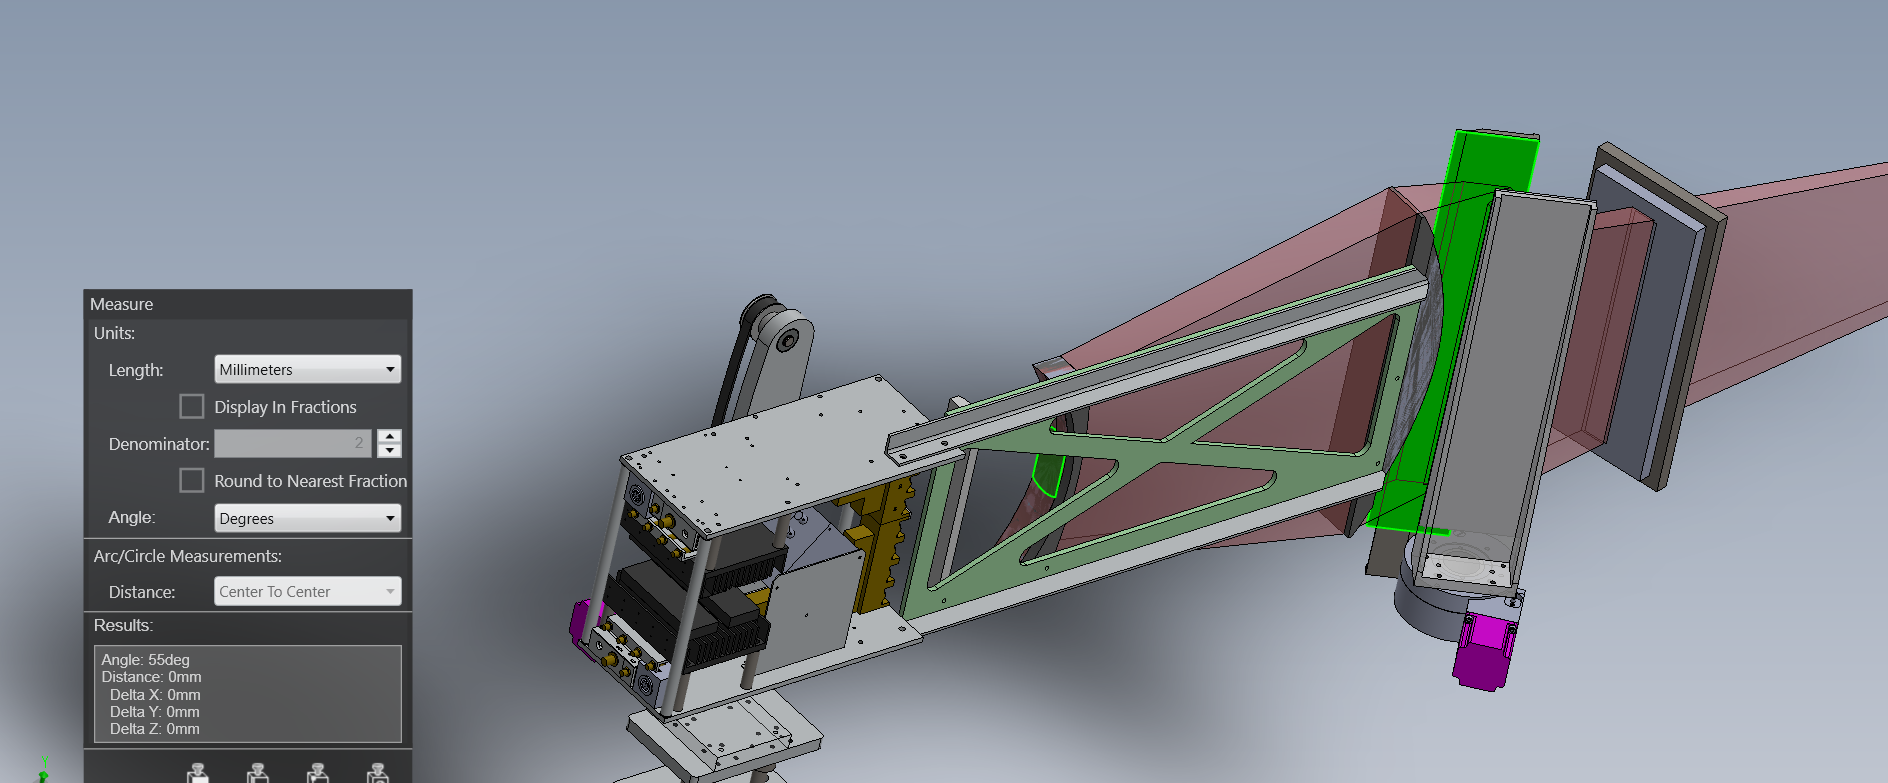 Measure
Units:
Length: Millimeters
Display In Fractions
Denominator: 2
Round to Nearest Fraction
Angle: Degrees
Arc/Circle Measurements:
Distance: Center To Center
Results:
Angle: 55deg
Distance: 0mm
Delta X: 0mm
Delta Y: 0mm
Delta Z: 0mm